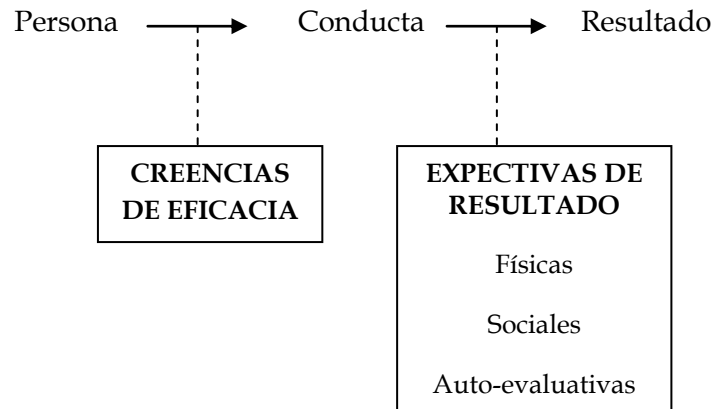 Persona Conducta Resultado
CREENCIAS
DE EFICACIA
EXPECTIVAS DE
RESULTADO
Físicas
Sociales
Auto-evaluativas